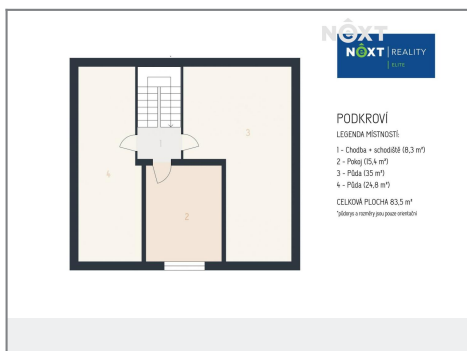 NÊXT
NÊXT | REALITY
ELITE
PODKROVÍ
LEGENDA MÍSTNOSTÍ:
1 - Chodba + schodiště (8,3 m²)
2 - Pokoj (15,4 m²)
3 - Půda (35 m²)
4 - Půda (24,8 m²)
CELKOVÁ PLOCHA 83,5 m²
*půdorys a rozměry jsou pouze orientační
1
3
4
2